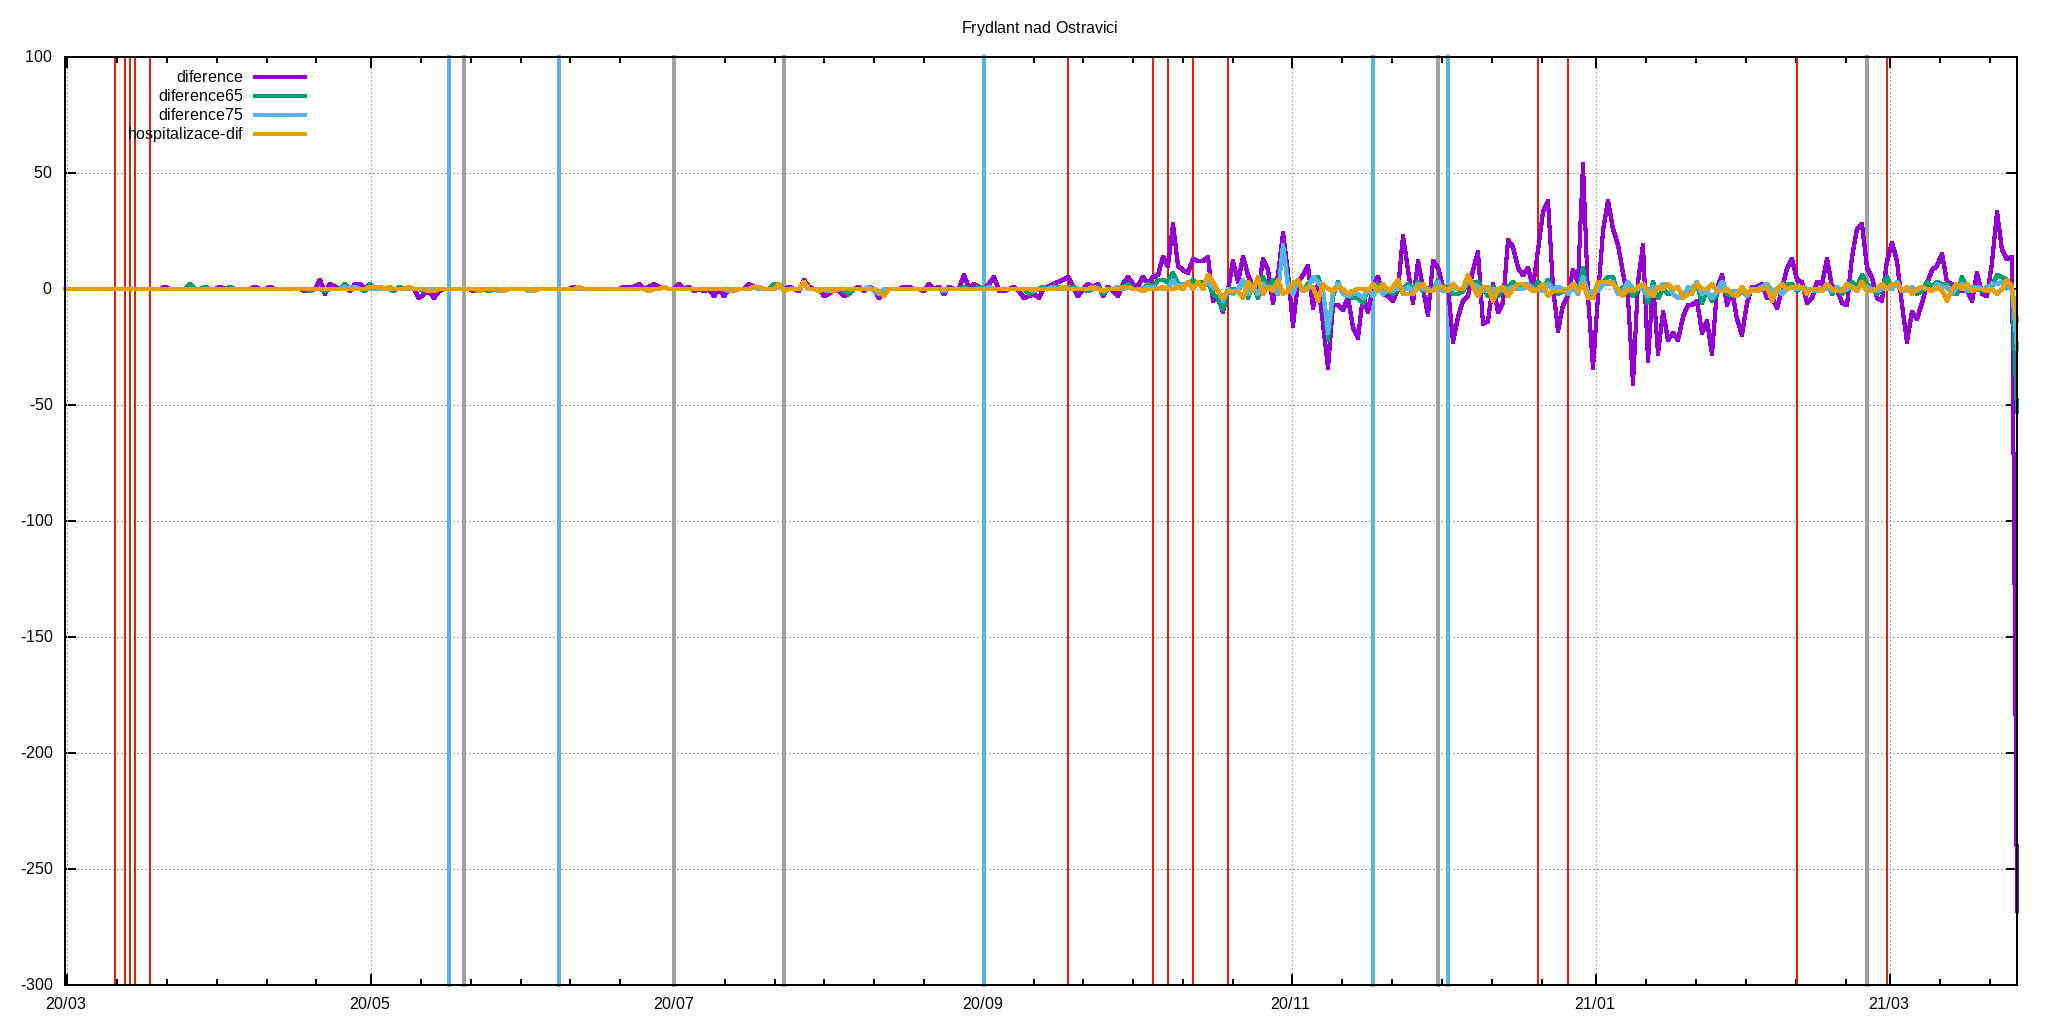 Frydlant nad Ostravici
100
50
0
-50
-100
-150
-200
-250
-300
diference
diference65
diference75
hospitalizace-dif
20/03 20/05 20/07 20/09 20/11 21/01 21/03